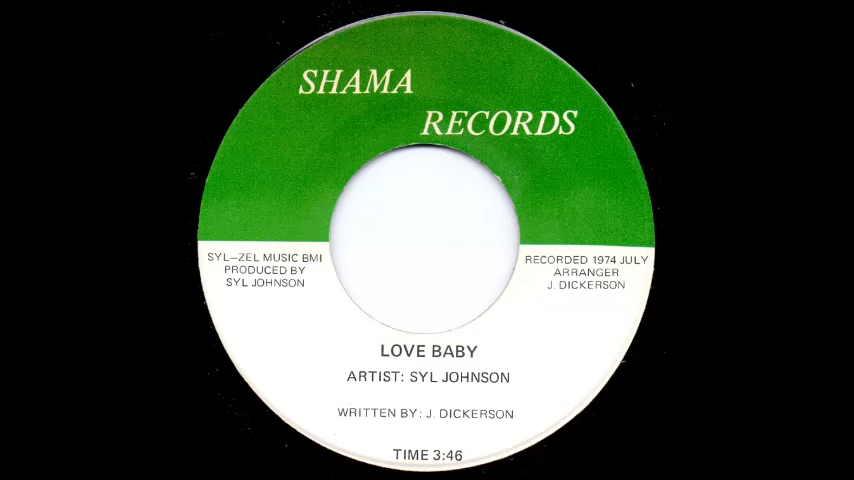 SHAMA
RECORDS
SYL-ZEL MUSIC BMI
PRODUCED BY
SYL JOHNSON
RECORDED 1974 JULY
ARRANGER
J. DICKERSON
LOVE BABY
ARTIST: SYL JOHNSON
WRITTEN BY: J. DICKERSON
TIME 3:46